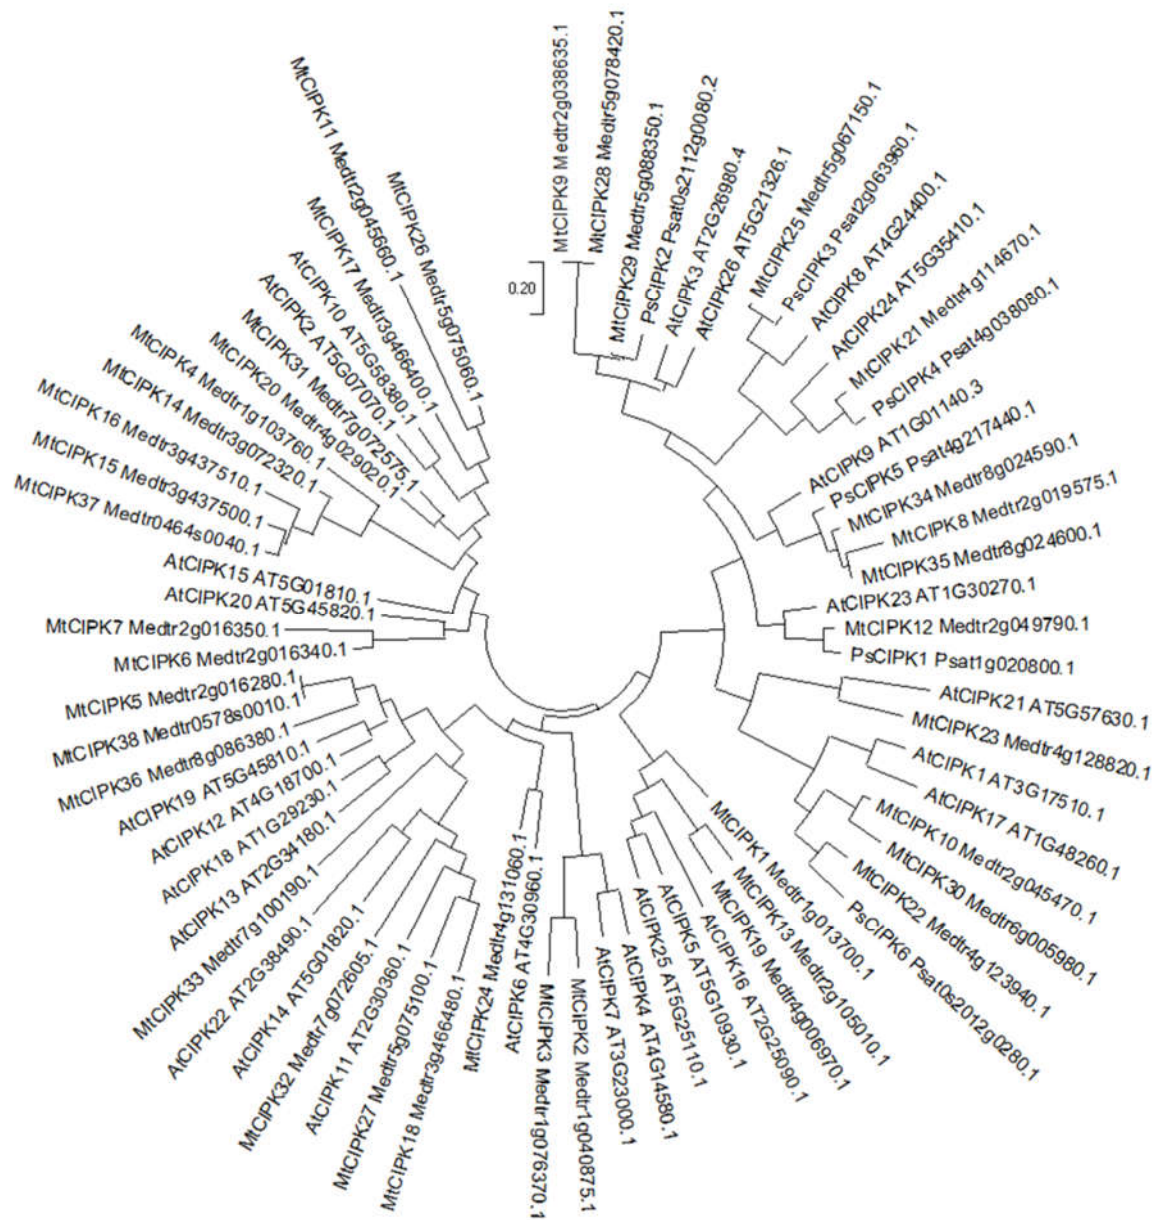 MtCIPK9 Medtr2g038635.1
MtCIPK28 Medtr5g078420.1
MtCIPK29 Medtr5g088350.1
PsCIPK2 Psat0s2112g0080.2
AtCIPK3 AT2G26980.4
AtCIPK26 AT5G21326.1
MtCIPK25 Medtr5g067150.1
PsCIPK3 Psat2g063960.1
AtCIPK8 AT4G24400.1
AtCIPK24 AT5G35410.1
MtCIPK21 Medtr4g114670.1
PsCIPK4 Psat4g038080.1
AtCIPK9 AT1G01140.3
PsCIPK5 Psat4g217440.1
MtCIPK34 Medtr8g024590.1
MtCIPK8 Medtr2g019575.1
MtCIPK35 Medtr8g024600.1
AtCIPK23 AT1G30270.1
MtCIPK12 Medtr2g049790.1
PsCIPK1 Psat1g020800.1
AtCIPK21 AT5G57630.1
MtCIPK23 Medtr4g128820.1
AtCIPK1 AT3G17510.1
AtCIPK17 AT1G48260.1
MtCIPK10 Medtr2g045470.1
MtCIPK30 Medtr6g005980.1
MtCIPK22 Medtr4g123940.1
PsCIPK6 Psat0s2012g0280.1
MtCIPK1 Medtr1g013700.1
MtCIPK13 Medtr2g105010.1
MtCIPK19 Medtr4g006970.1
AtCIPK16 AT2G25090.1
AtCIPK5 AT5G10930.1
AtCIPK25 AT5G25110.1
AtCIPK4 AT4G14580.1
AtCIPK7 AT3G23000.1
MtCIPK2 Medtr1g040875.1
MtCIPK3 Medtr1g076370.1
AtCIPK6 AT4G30960.1
MtCIPK24 Medtr4g131060.1
MtCIPK18 Medtr3g466480.1
MtCIPK27 Medtr5g075100.1
AtCIPK11 AT2G30360.1
MtCIPK32 Medtr7g072605.1
AtCIPK14 AT5G01820.1
AtCIPK22 AT2G38490.1
MtCIPK33 Medtr7g100190.1
AtCIPK13 AT2G34180.1
AtCIPK18 AT1G29230.1
AtCIPK12 AT4G18700.1
AtCIPK19 AT5G45810.1
MtCIPK36 Medtr8g086380.1
MtCIPK38 Medtr0578s0010.1
MtCIPK5 Medtr2g016280.1
MtCIPK6 Medtr2g016340.1
MtCIPK7 Medtr2g016350.1
AtCIPK20 AT5G45820.1
AtCIPK15 AT5G01810.1
MtCIPK37 Medtr0464s0040.1
MtCIPK15 Medtr3g437500.1
MtCIPK16 Medtr3g437510.1
MtCIPK14 Medtr3g072320.1
MtCIPK4 Medtr1g103760.1
MtCIPK20 Medtr4g029020.1
MtCIPK31 Medtr7g072575.1
AtCIPK2 AT5G07070.1
AtCIPK10 AT5G58380.1
MtCIPK17 Medtr3g466400.1
MtCIPK11 Medtr2g045660.1
MtCIPK26 Medtr5g075060.1
0.20